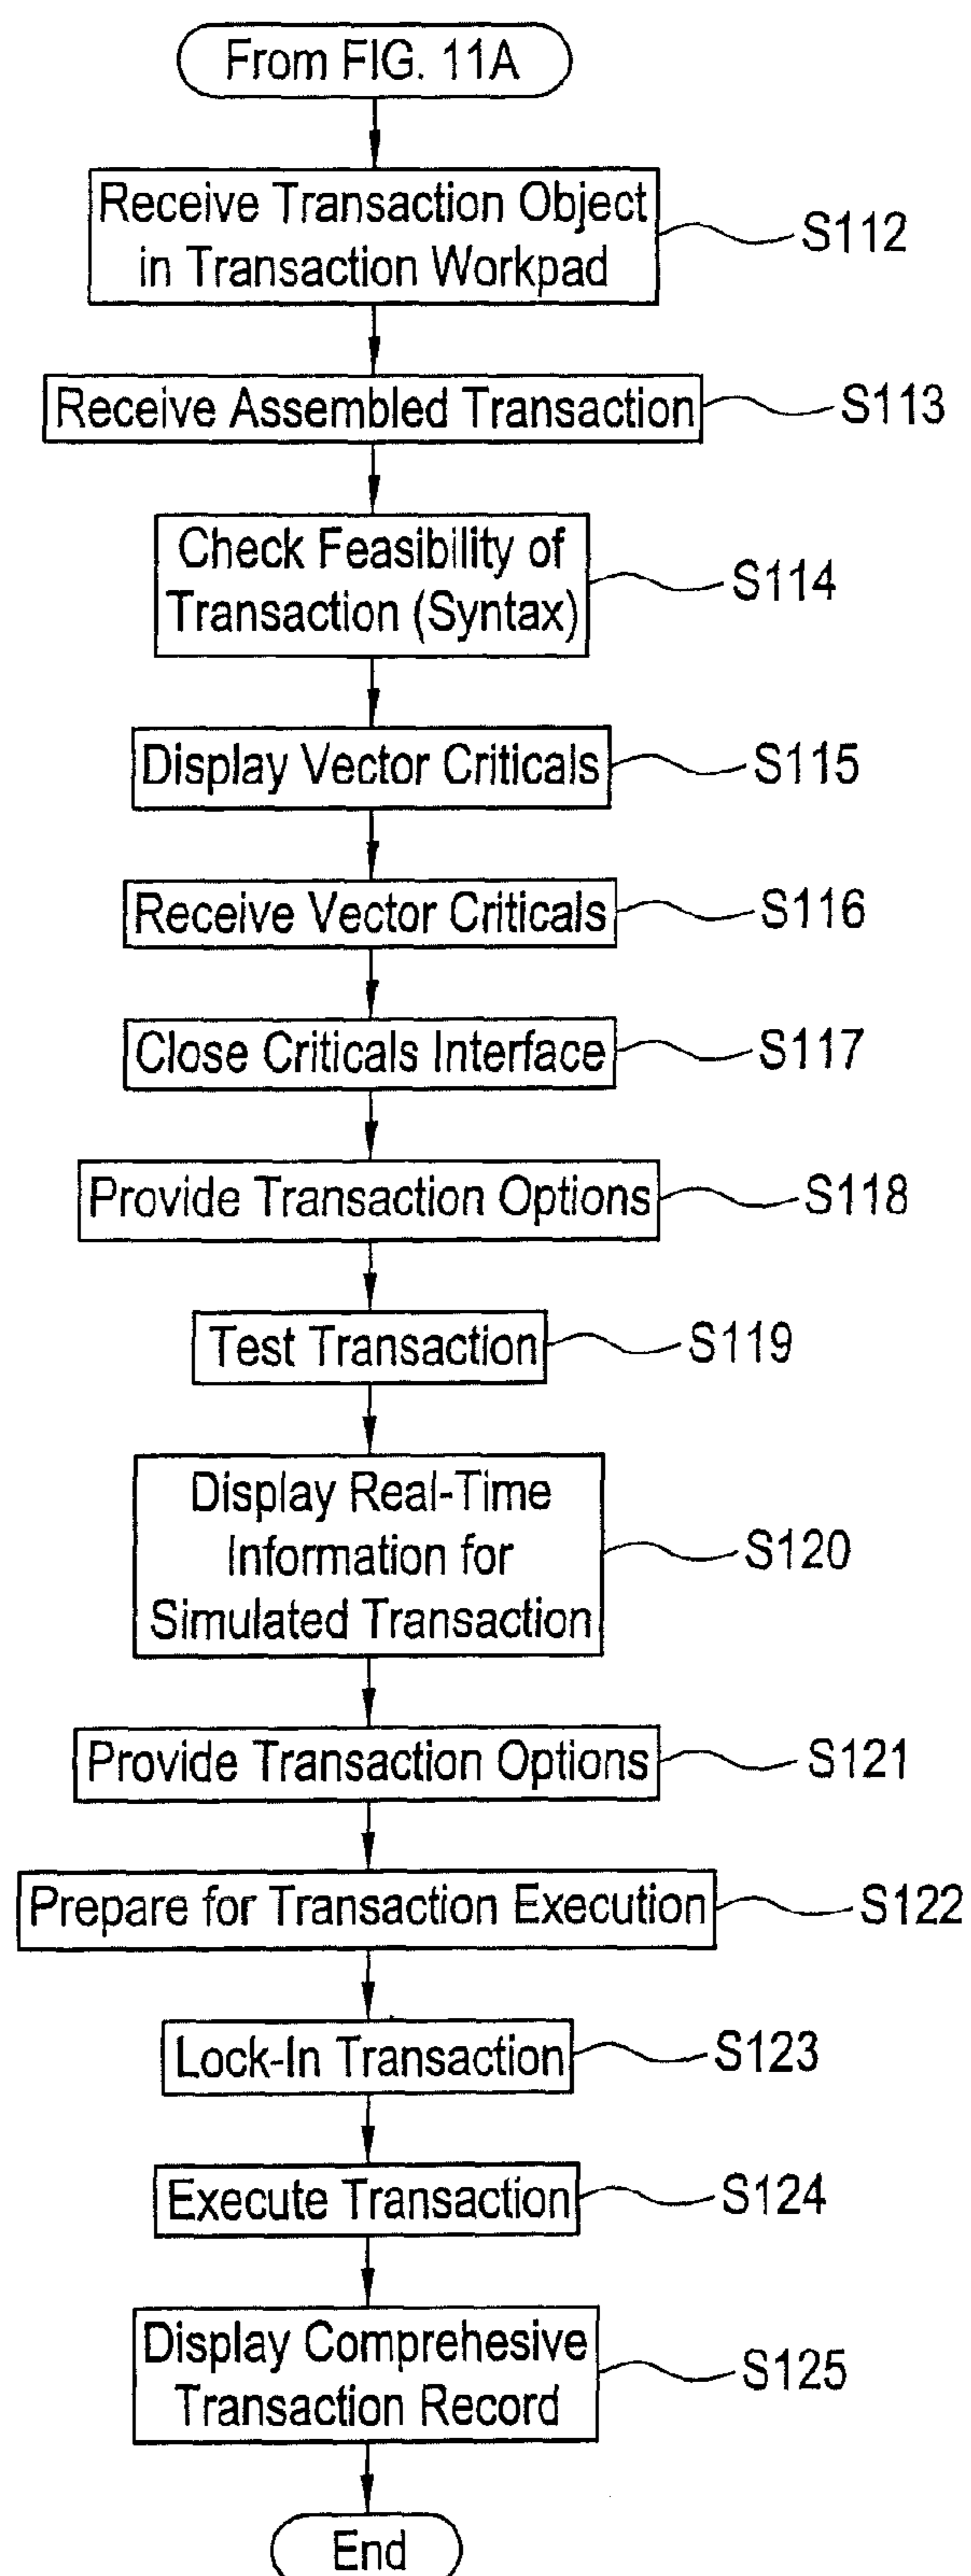 From FIG. 11A
Receive Transaction Object
in Transaction Workpad
S112
Receive Assembled Transaction
S113
Check Feasibility of
Transaction (Syntax)
S114
Display Vector Criticals
S115
Receive Vector Criticals
S116
Close Criticals Interface
S117
Provide Transaction Options
S118
Test Transaction
S119
Display Real-Time
Information for
Simulated Transaction
S120
Provide Transaction Options
S121
Prepare for Transaction Execution
S122
Lock-In Transaction
S123
Execute Transaction
S124
Display Comprehesive
Transaction Record
S125
End